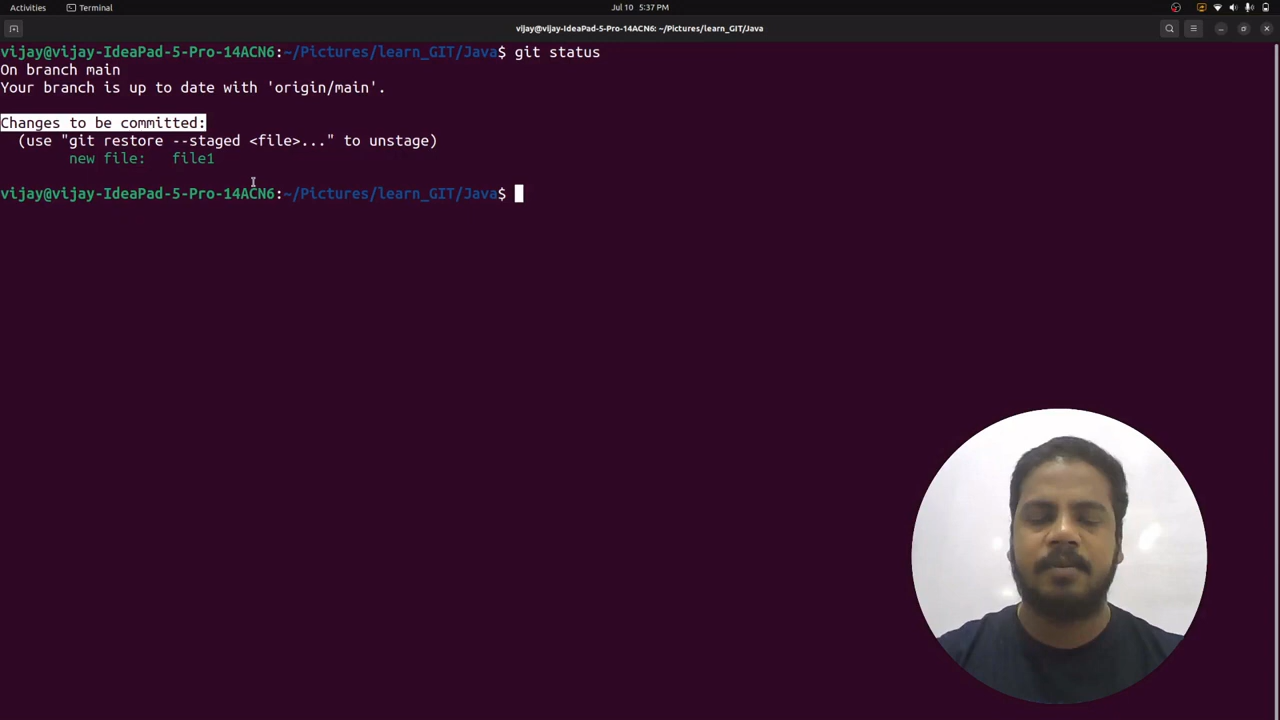 Activities
Terminal
Jul 10 5:37 PM
vijay@vijay-IdeaPad-5-Pro-14ACN6: ~/Pictures/learn_GIT/Java
vijay@vijay-IdeaPad-5-Pro-14ACN6:~/Pictures/learn_GIT/Java$ git status
On branch main
Your branch is up to date with 'origin/main'.
Changes to be committed:
(use "git restore --staged <file>..." to unstage)
new file: file1
vijay@vijay-IdeaPad-5-Pro-14ACN6:~/Pictures/learn_GIT/Java$